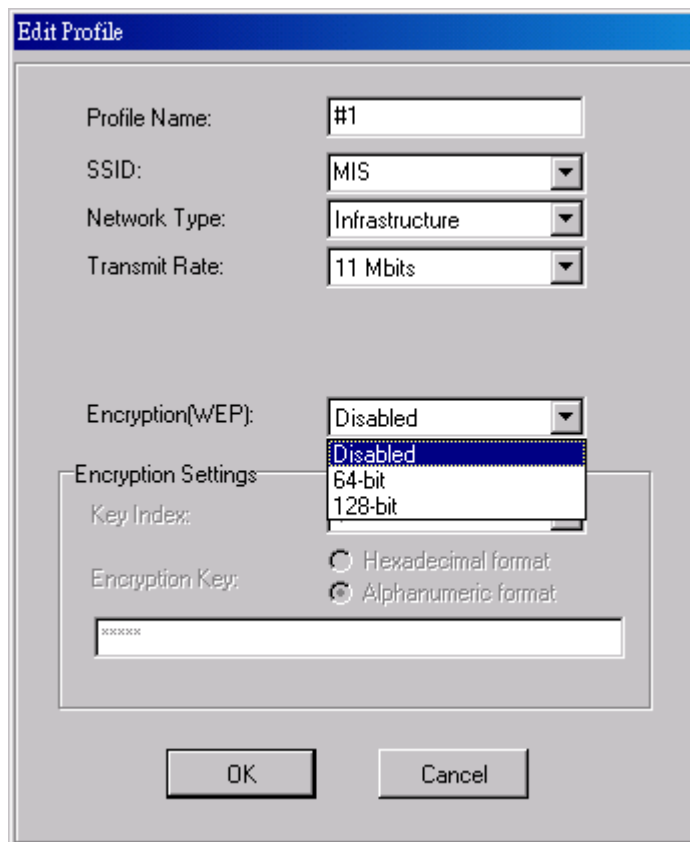 Edit Profile
Profile Name: #1
SSID: MIS
Network Type: Infrastructure
Transmit Rate: 11 Mbits
Encryption(WEP): Disabled
Disabled
64-bit
128-bit
Encryption Settings
Key Index:
Encryption Key:
Hexadecimal format
Alphanumeric format
*****
OK Cancel